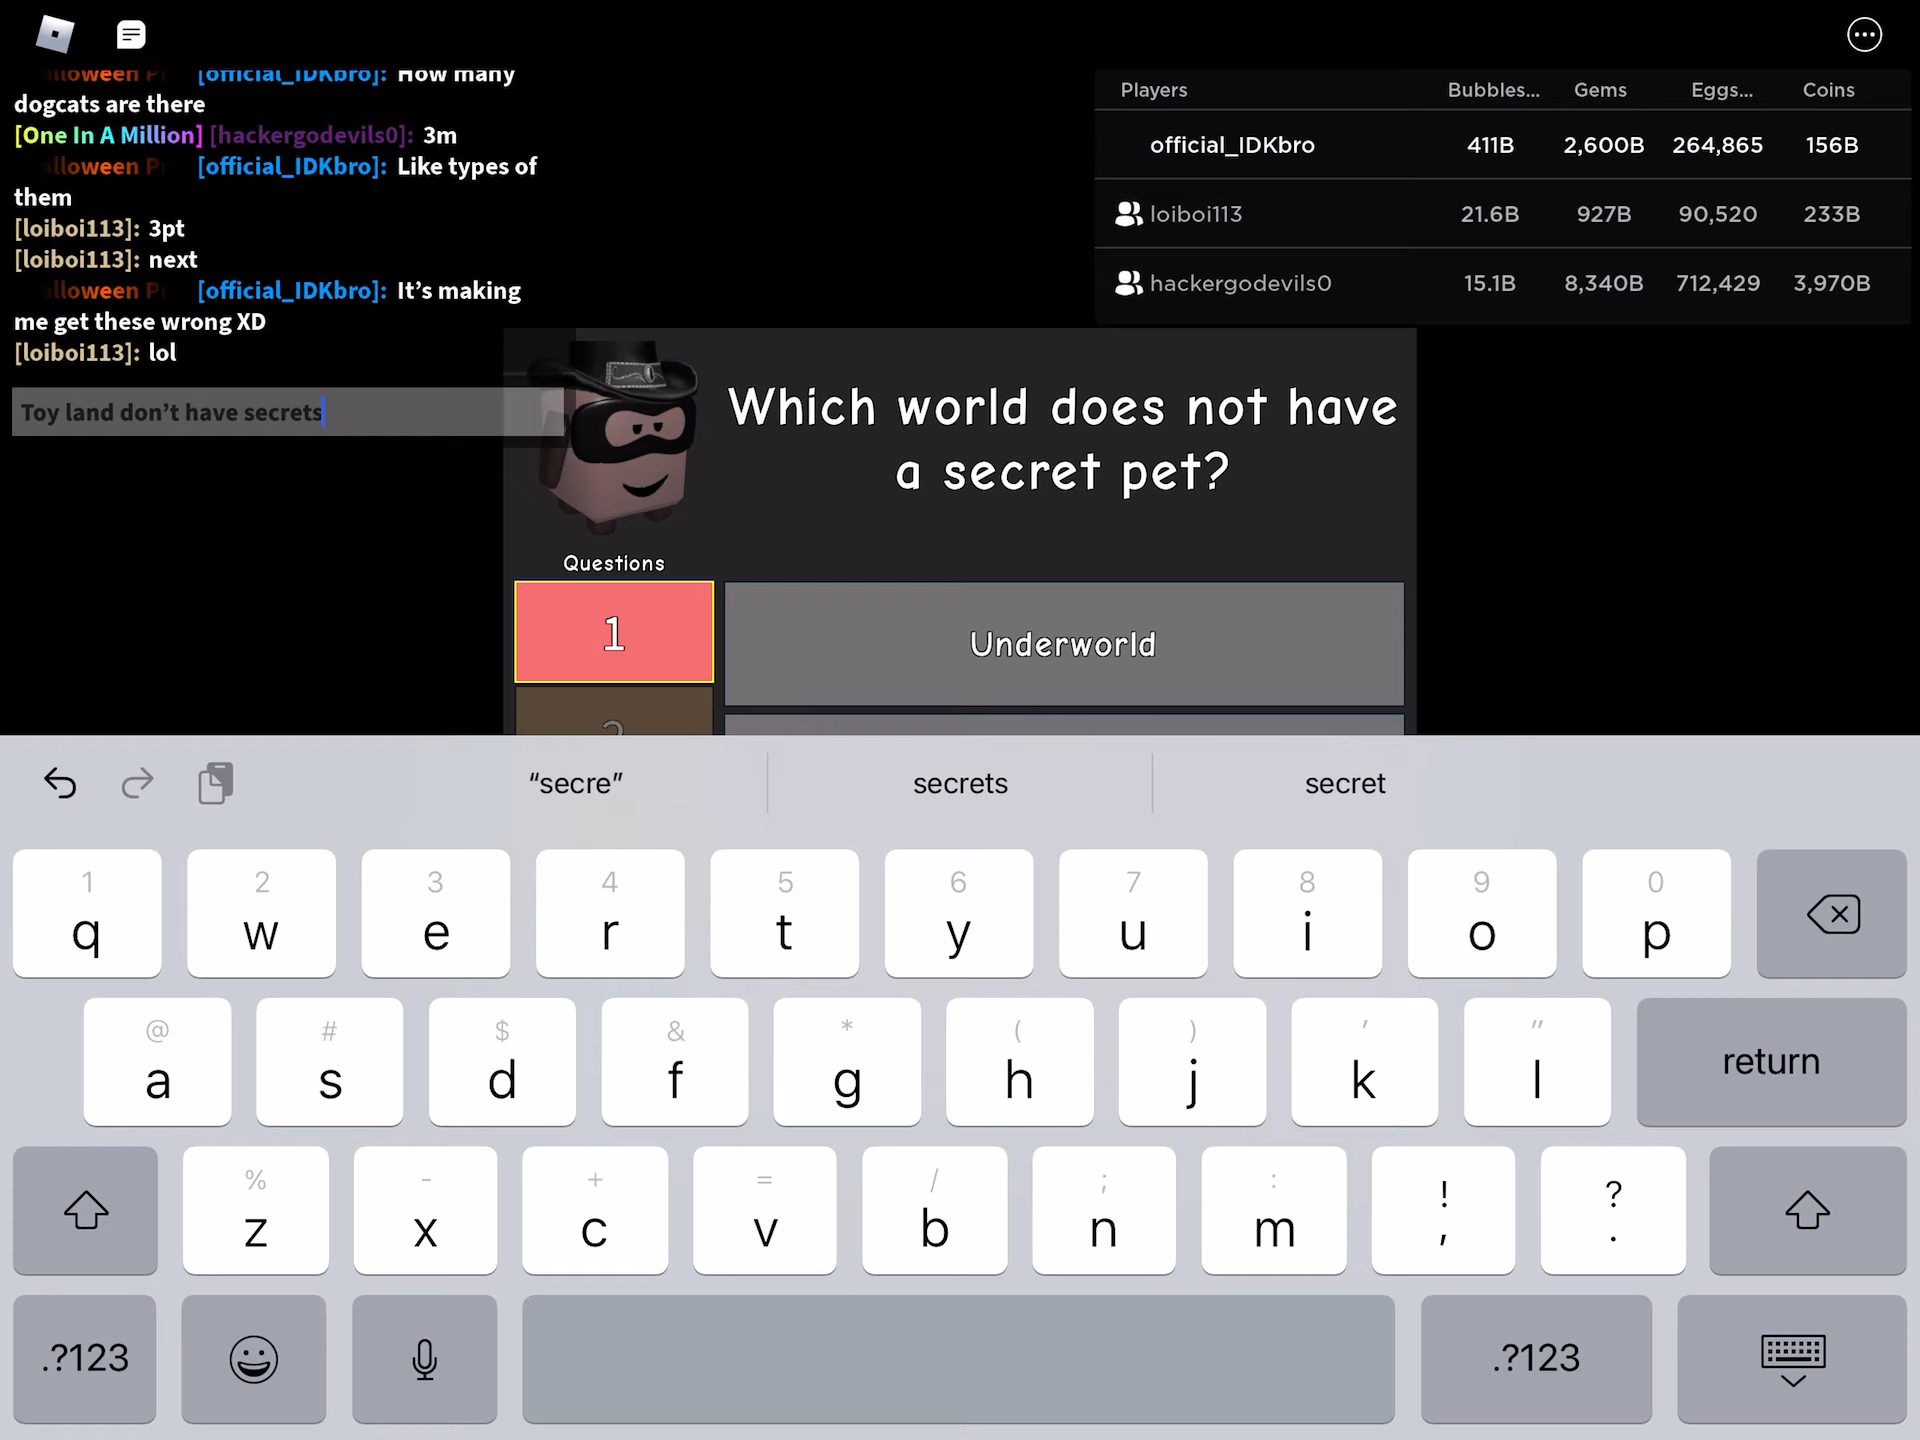 alloween P [official_IDKbro]: How many
dogcats are there
[One In A Million] [hackergodevils0]: 3m
alloween P [official_IDKbro]: Like types of
them
[loiboi113]: 3pt
[loiboi113]: next
alloween P [official_IDKbro]: It’s making
me get these wrong XD
[loiboi113]: lol
Toy land don’t have secrets
Players Bubbles... Gems Eggs... Coins
official_IDKbro 411B 2,600B 264,865 156B
loiboi113 21.6B 927B 90,520 233B
hackergodevils0 15.1B 8,340B 712,429 3,970B
Which world does not have
a secret pet?
Questions
1
Underworld
2
“secre” secrets secret
1 2 3 4 5 6 7 8 9 0
q w e r t y u i o p
@ # $ & * ( ) ' "
a s d f g h j k l return
% - + = / ; : ! ?
z x c v b n m , .
.?123 .?123